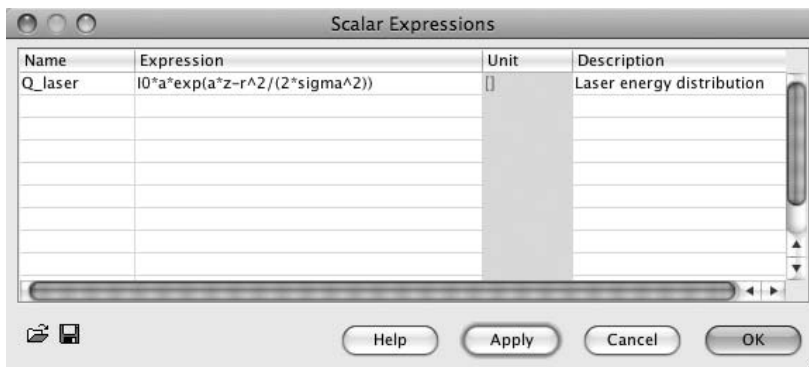 Scalar Expressions
Name Expression Unit Description
Q_laser I0*a*exp(a*z-r^2/(2*sigma^2)) [] Laser energy distribution
Help Apply Cancel OK